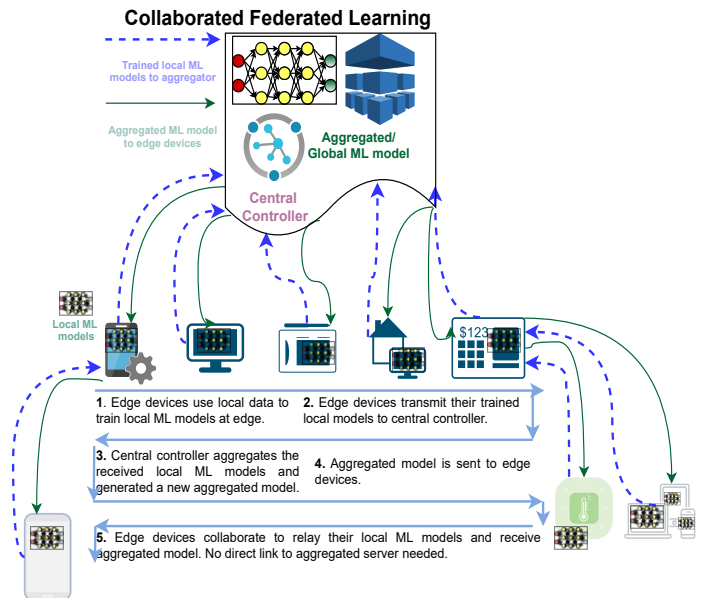 Collaborated Federated Learning
Trained local ML
models to aggregator
Aggregated ML model
to edge devices
Aggregated/
Global ML model
Central
Controller
Local ML
models
$123
1. Edge devices use local data to
train local ML models at edge.
2. Edge devices transmit their trained
local models to central controller.
3. Central controller aggregates the
received local ML models and
generated a new aggregated model.
4. Aggregated model is sent to edge
devices.
5. Edge devices collaborate to relay their local ML models and receive
aggregated model. No direct link to aggregated server needed.